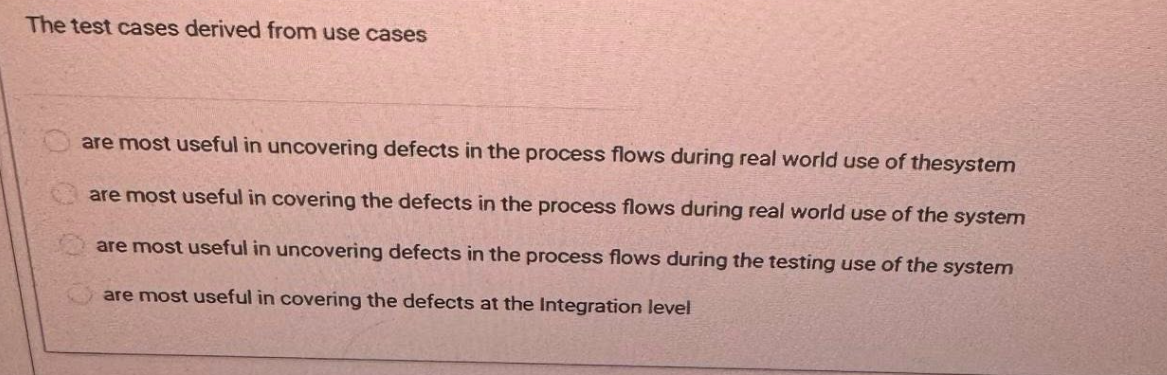 The test cases derived from use cases
are most useful in uncovering defects in the process flows during real world use of thesystem
are most useful in covering the defects in the process flows during real world use of the system
are most useful in uncovering defects in the process flows during the testing use of the system
are most useful in covering the defects at the Integration level